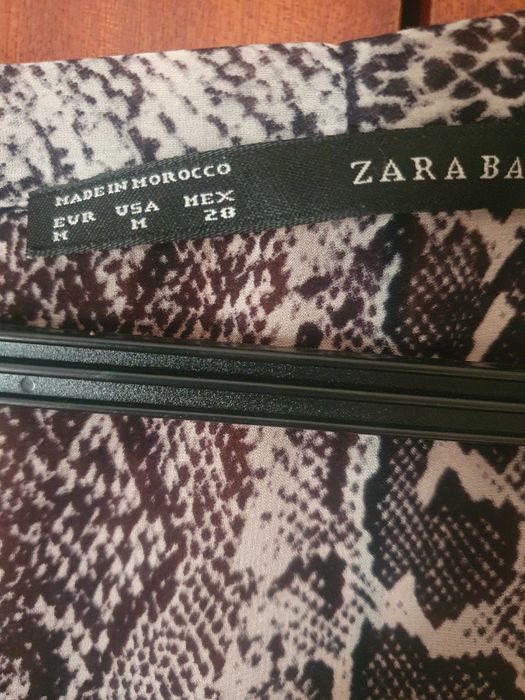 MADE IN MOROCCO
EUR USA MEX
M M 28
ZARA BA